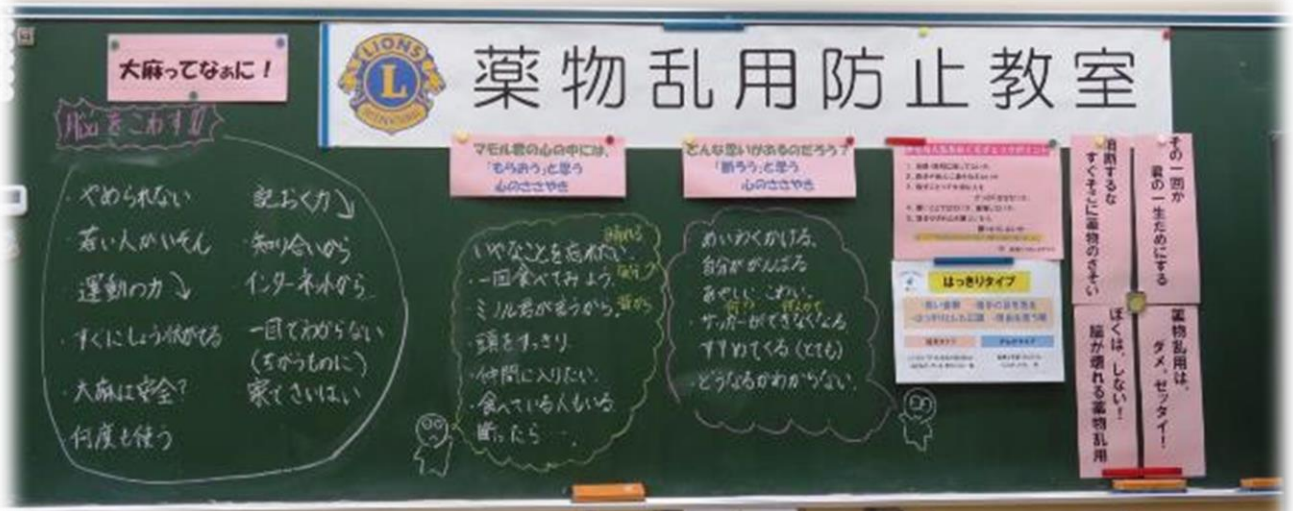 大麻ってなぁに！
LIONS
L
薬物乱用防止教室
脳をこわす!!
・やめられない
・若い人がいぞん
・運動の力↘
・すぐにしょう状がでる
・大麻は安全？
・何度も使う
記おく力↘
・知り合いから
インターネットから
一目でわからない
(ちがうものに)
家でさいばい
マモル君の心の中には、
「もらおう」と思う
心のささやき
いやなことを忘れたい。
一回食べてみよう。
・ミノル君が言うから。
・頭をすっきり
・仲間に入りたい。
・食べている人もいる
断ったら…。
どんな思いがあるのだろう？
「断ろう」と思う
心のささやき
めいわくかける。
自分ががんばる
あやしい こわい
・サッカーができなくなる
すすめてくる(とても)
・どうなるかわからない。
はっきりタイプ
その一回が
君の一生だめにする
油断するな
すぐそこに薬物のさそい
薬物乱用は、
ダメ。ゼッタイ！
ぼくは、しない！
脳が壊れる薬物乱用